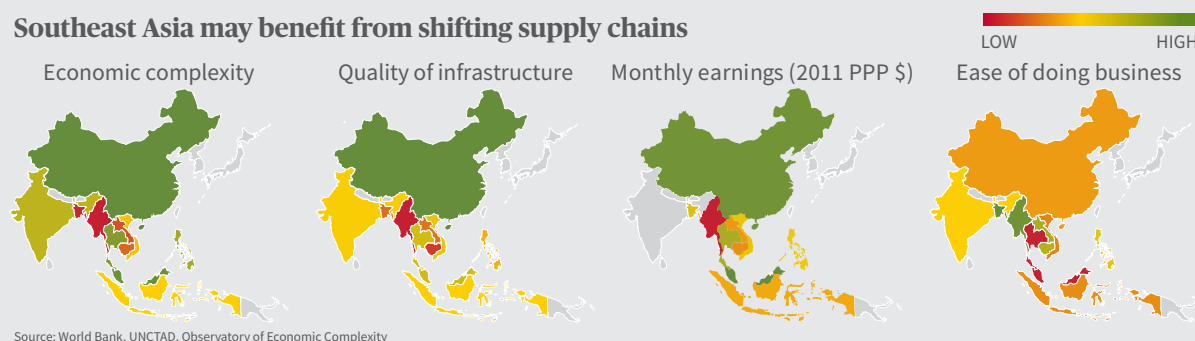 Southeast Asia may benefit from shifting supply chains
LOW HIGH
Economic complexity
Quality of infrastructure
Monthly earnings (2011 PPP $)
Ease of doing business
Source: World Bank, UNCTAD, Observatory of Economic Complexity